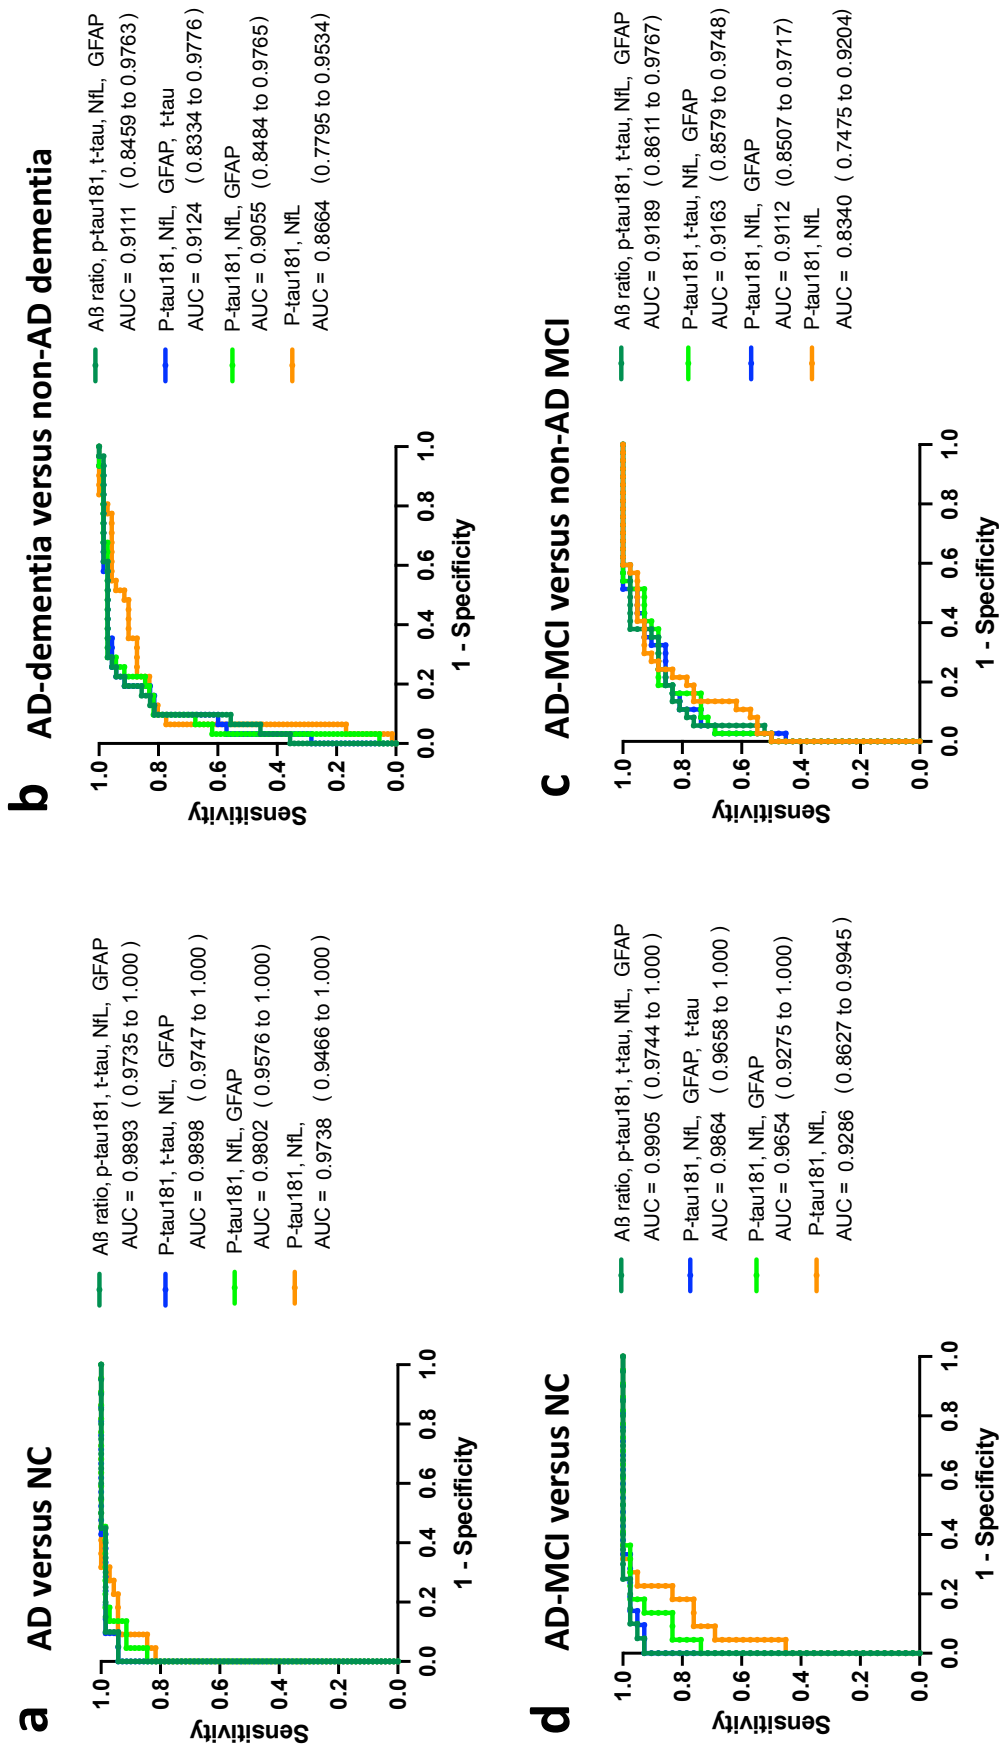 a
AD versus NC
1.0
0.8
0.6
0.4
0.2
0.0
Sensitivity
0.0 0.2 0.4 0.6 0.8 1.0
1 - Specificity
Aß ratio, p-tau181, t-tau, NfL, GFAP
AUC = 0.9893 ( 0.9735 to 1.000 )
P-tau181, t-tau, NfL, GFAP
AUC = 0.9898 ( 0.9747 to 1.000 )
P-tau181, NfL, GFAP
AUC = 0.9802 ( 0.9576 to 1.000)
P-tau181, NfL,
AUC = 0.9738 ( 0.9466 to 1.000 )
b
AD-dementia versus non-AD dementia
1.0
0.8
0.6
0.4
0.2
0.0
Sensitivity
0.0 0.2 0.4 0.6 0.8 1.0
1 - Specificity
Aß ratio, p-tau181, t-tau, NfL, GFAP
AUC = 0.9111 ( 0.8459 to 0.9763)
P-tau181, NfL, GFAP, t-tau
AUC = 0.9124 ( 0.8334 to 0.9776)
P-tau181, NfL, GFAP
AUC = 0.9055 (0.8484 to 0.9765)
P-tau181, NfL
AUC = 0.8664 (0.7795 to 0.9534)
d
AD-MCI versus NC
1.0
0.8
0.6
0.4
0.2
0.0
Sensitivity
0.0 0.2 0.4 0.6 0.8 1.0
1 - Specificity
Aß ratio, p-tau181, t-tau, NfL, GFAP
AUC = 0.9905 ( 0.9744 to 1.000 )
P-tau181, NfL, GFAP, t-tau
AUC = 0.9864 ( 0.9658 to 1.000 )
P-tau181, NfL, GFAP
AUC = 0.9654 ( 0.9275 to 1.000)
P-tau181, NfL,
AUC = 0.9286 (0.8627 to 0.9945 )
c
AD-MCI versus non-AD MCI
1.0
0.8
0.6
0.4
0.2
0.0
Sensitivity
0.0 0.2 0.4 0.6 0.8 1.0
1 - Specificity
Aß ratio, p-tau181, t-tau, NfL, GFAP
AUC = 0.9189 ( 0.8611 to 0.9767)
P-tau181, t-tau, NfL, GFAP
AUC = 0.9163 ( 0.8579 to 0.9748)
P-tau181, NfL, GFAP
AUC = 0.9112 (0.8507 to 0.9717)
P-tau181, NfL
AUC = 0.8340 ( 0.7475 to 0.9204)